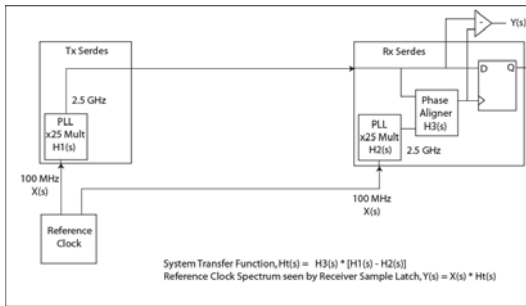 Y(s)
-
Tx Serdes
Rx Serdes
D
Q
2.5 GHz
PLL
x25 Mult
H1(s)
Phase
Aligner
H3(s)
PLL
x25 Mult
H2(s)
2.5 GHz
100 MHz
X(s)
100 MHz
X(s)
Reference
Clock
System Transfer Function, Ht(s) = H3(s) * [H1(s) - H2(s)]
Reference Clock Spectrum seen by Receiver Sample Latch, Y(s) = X(s) * Ht(s)